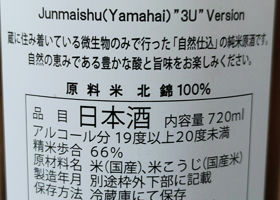 Junmaishu(Yamahai)"3U" Version
蔵に住み着いている微生物のみで行った「自然仕込」の純米原酒です。
自然の恵みである豊かな酸と旨味をお楽しみください。
原料米 北錦100%
品目 日本酒 内容量 720ml
アルコール分 19度以上20度未満
精米歩合 66%
原材料名 米(国産)、米こうじ(国産米)
製造年月 別途枠外下部に記載
保存方法 冷蔵庫にて保存